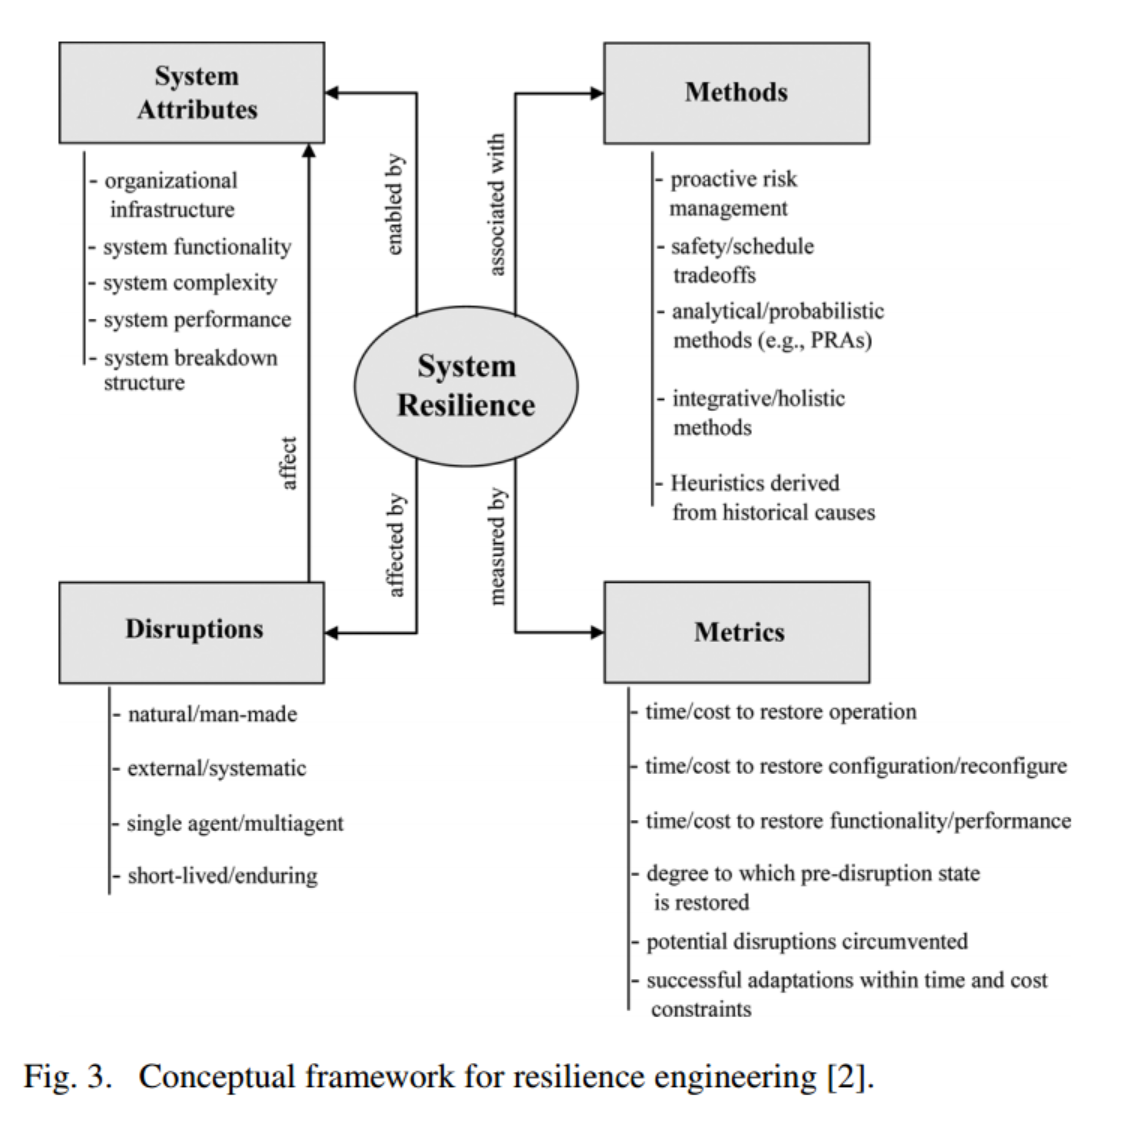 System
Attributes
- organizational
infrastructure
- system functionality
- system complexity
- system performance
- system breakdown
structure
enabled by
associated with
Methods
- proactive risk
management
- safety/schedule
tradeoffs
- analytical/probabilistic
methods (e.g., PRAs)
- integrative/holistic
methods
- Heuristics derived
from historical causes
System
Resilience
affect
affected by
measured by
Disruptions
- natural/man-made
- external/systematic
- single agent/multiagent
- short-lived/enduring
Metrics
- time/cost to restore operation
- time/cost to restore configuration/reconfigure
- time/cost to restore functionality/performance
- degree to which pre-disruption state
is restored
- potential disruptions circumvented
- successful adaptations within time and cost
constraints
Fig. 3. Conceptual framework for resilience engineering [2].